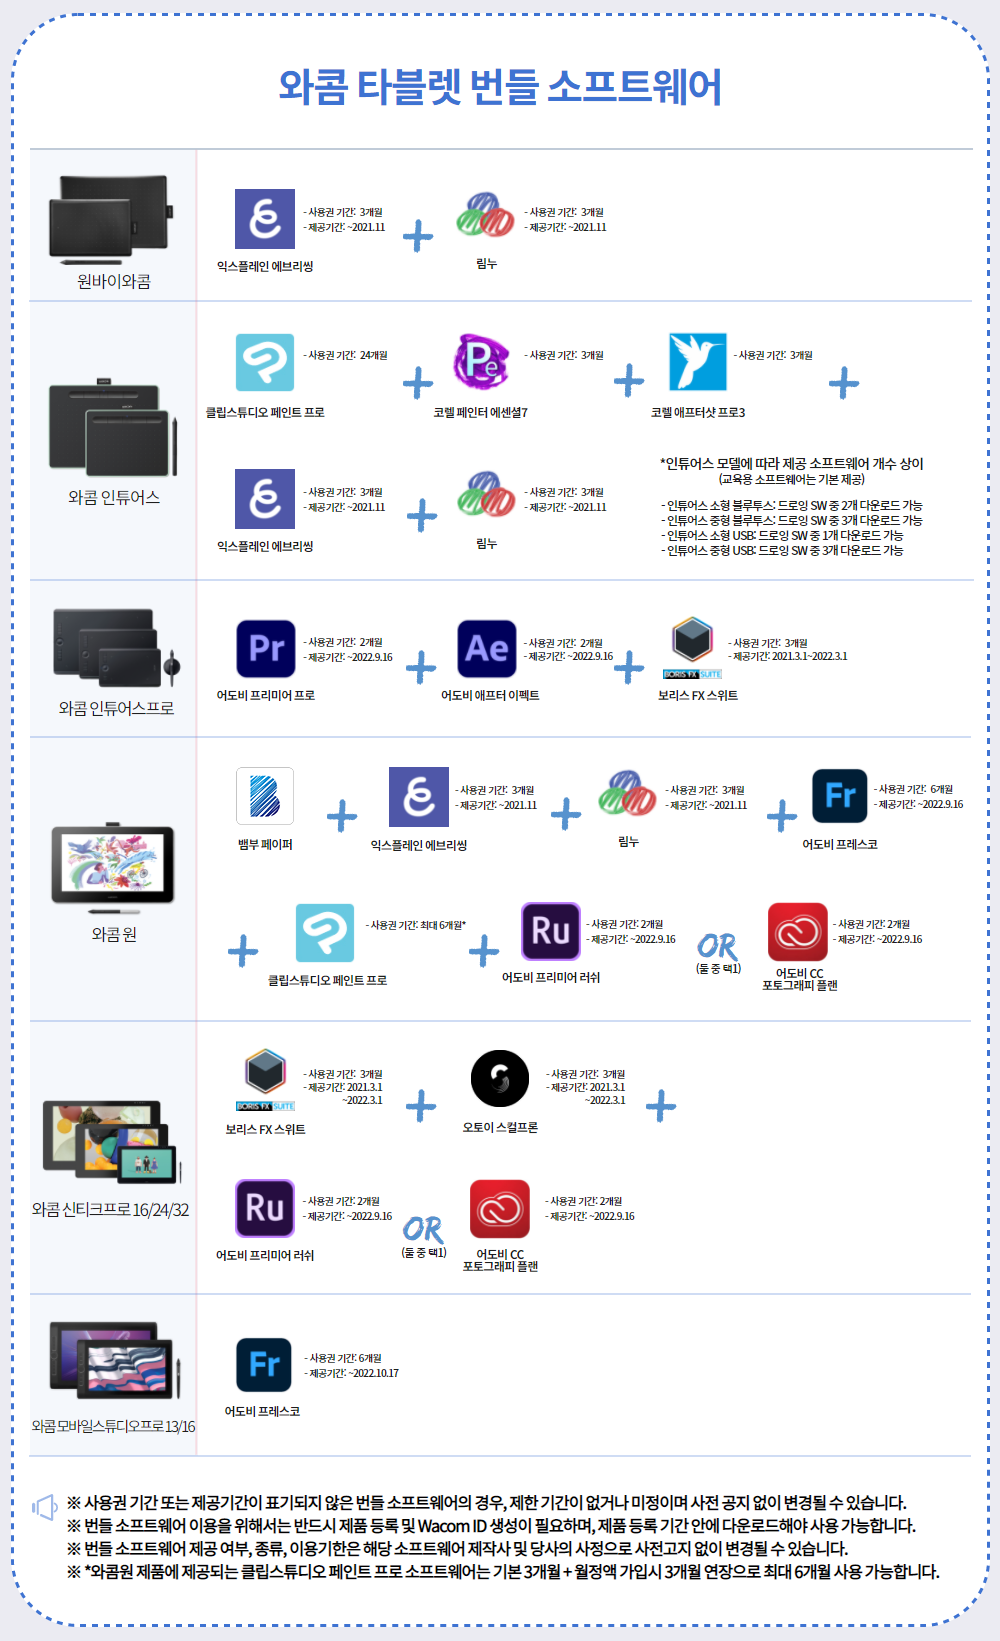 와콤 타블렛 번들 소프트웨어
원바이와콤
- 사용권 기간: 3개월
- 제공기간: ~2021.11
익스플레인 에브리씽
- 사용권 기간: 3개월
- 제공기간: ~2021.11
림누
와콤 인튜어스
- 사용권 기간: 24개월
클립스튜디오 페인트 프로
Pe
- 사용권 기간: 3개월
코렐 페인터 에센셜7
- 사용권 기간: 3개월
코렐 애프터샷 프로3
- 사용권 기간: 3개월
- 제공기간: ~2021.11
익스플레인 에브리씽
- 사용권 기간: 3개월
- 제공기간: ~2021.11
림누
*인튜어스 모델에 따라 제공 소프트웨어 개수 상이
(교육용 소프트웨어는 기본 제공)
- 인튜어스 소형 블루투스: 드로잉 SW 중 2개 다운로드 가능
- 인튜어스 중형 블루투스: 드로잉 SW 중 3개 다운로드 가능
- 인튜어스 소형 USB: 드로잉 SW 중 1개 다운로드 가능
- 인튜어스 중형 USB: 드로잉 SW 중 3개 다운로드 가능
와콤 인튜어스프로
Pr
- 사용권 기간: 2개월
- 제공기간: ~2022.9.16
어도비 프리미어 프로
Ae
- 사용권 기간: 2개월
- 제공기간: ~2022.9.16
어도비 애프터 이펙트
BORIS FX SUITE
- 사용권 기간: 3개월
- 제공기간: 2021.3.1~2022.3.1
보리스 FX 스위트
와콤 원
뱀부 페이퍼
- 사용권 기간: 3개월
- 제공기간: ~2021.11
익스플레인 에브리씽
- 사용권 기간: 3개월
- 제공기간: ~2021.11
림누
Fr
- 사용권 기간: 6개월
- 제공기간: ~2022.9.16
어도비 프레스코
- 사용권 기간: 최대 6개월*
클립스튜디오 페인트 프로
Ru
- 사용권 기간: 2개월
- 제공기간: ~2022.9.16
어도비 프리미어 러쉬
OR
(둘 중 택1)
- 사용권 기간: 2개월
- 제공기간: ~2022.9.16
어도비 CC
포토그래피 플랜
와콤 신티크프로 16/24/32
BORIS FX SUITE
- 사용권 기간: 3개월
- 제공기간: 2021.3.1
~2022.3.1
보리스 FX 스위트
- 사용권 기간: 3개월
- 제공기간: 2021.3.1
~2022.3.1
오토이 스컬프론
Ru
- 사용권 기간: 2개월
- 제공기간: ~2022.9.16
어도비 프리미어 러쉬
OR
(둘 중 택1)
- 사용권 기간: 2개월
- 제공기간: ~2022.9.16
어도비 CC
포토그래피 플랜
와콤 모바일스튜디오프로 13/16
Fr
- 사용권 기간: 6개월
- 제공기간: ~2022.10.17
어도비 프레스코
※ 사용권 기간 또는 제공기간이 표기되지 않은 번들 소프트웨어의 경우, 제한 기간이 없거나 미정이며 사전 공지 없이 변경될 수 있습니다.
※ 번들 소프트웨어 이용을 위해서는 반드시 제품 등록 및 Wacom ID 생성이 필요하며, 제품 등록 기간 안에 다운로드해야 사용 가능합니다.
※ 번들 소프트웨어 제공 여부, 종류, 이용기한은 해당 소프트웨어 제작사 및 당사의 사정으로 사전고지 없이 변경될 수 있습니다.
※ *와콤원 제품에 제공되는 클립스튜디오 페인트 프로 소프트웨어는 기본 3개월 + 월정액 가입시 3개월 연장으로 최대 6개월 사용 가능합니다.